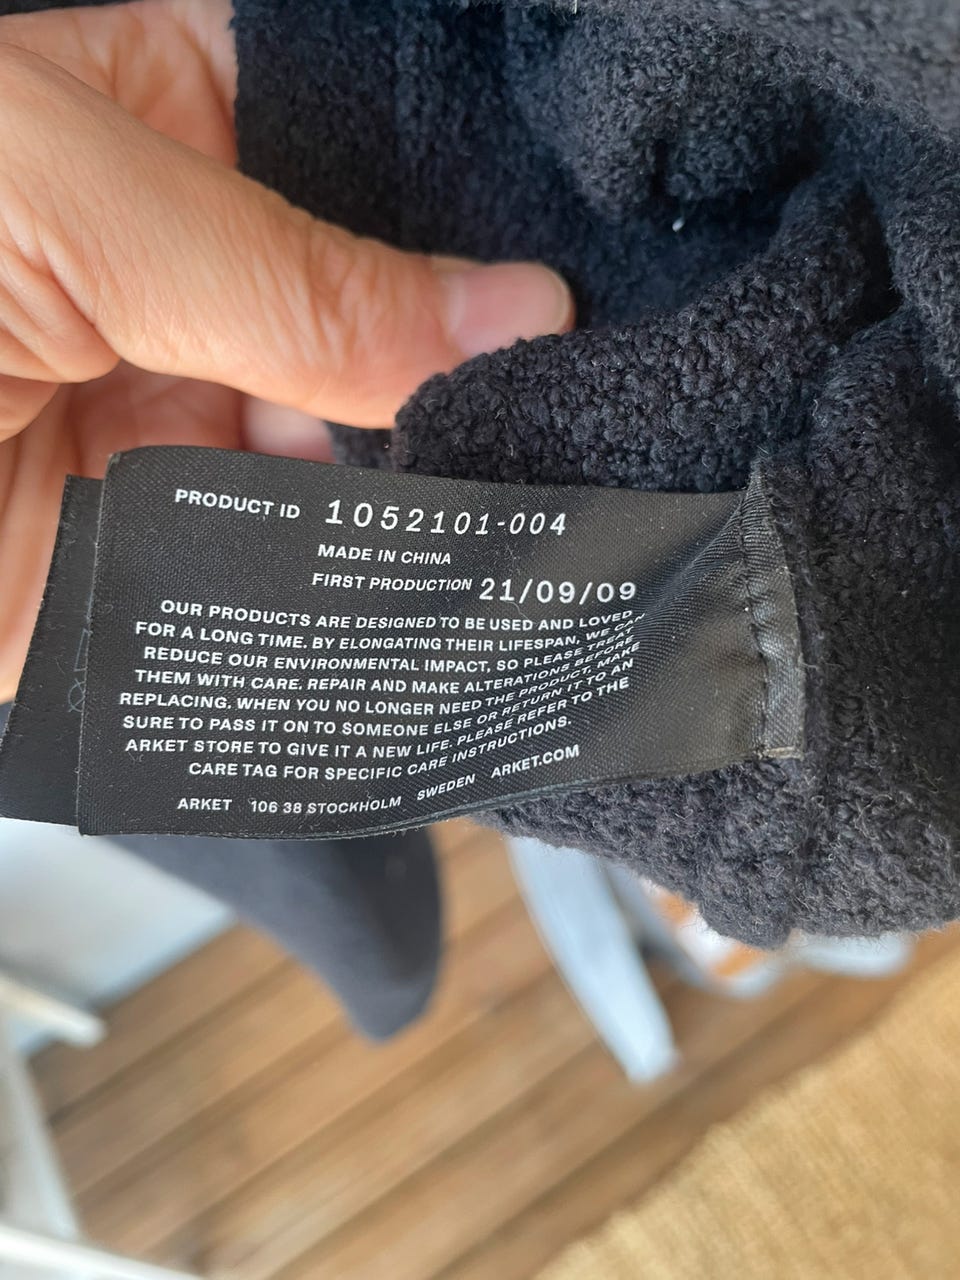 PRODUCT ID 1052101-004
MADE IN CHINA
FIRST PRODUCTION 21/09/09
OUR PRODUCTS ARE DESIGNED TO BE USED AND LOVED
FOR A LONG TIME. BY ELONGATING THEIR LIFESPAN, WE CAN
REDUCE OUR ENVIRONMENTAL IMPACT, SO PLEASE TREAT
THEM WITH CARE. REPAIR AND MAKE ALTERATIONS BEFORE
REPLACING. WHEN YOU NO LONGER NEED THE PRODUCT, MAKE
SURE TO PASS IT ON TO SOMEONE ELSE OR RETURN IT TO AN
ARKET STORE TO GIVE IT A NEW LIFE. PLEASE REFER TO THE
CARE TAG FOR SPECIFIC CARE INSTRUCTIONS.
ARKET 106 38 STOCKHOLM SWEDEN ARKET.COM